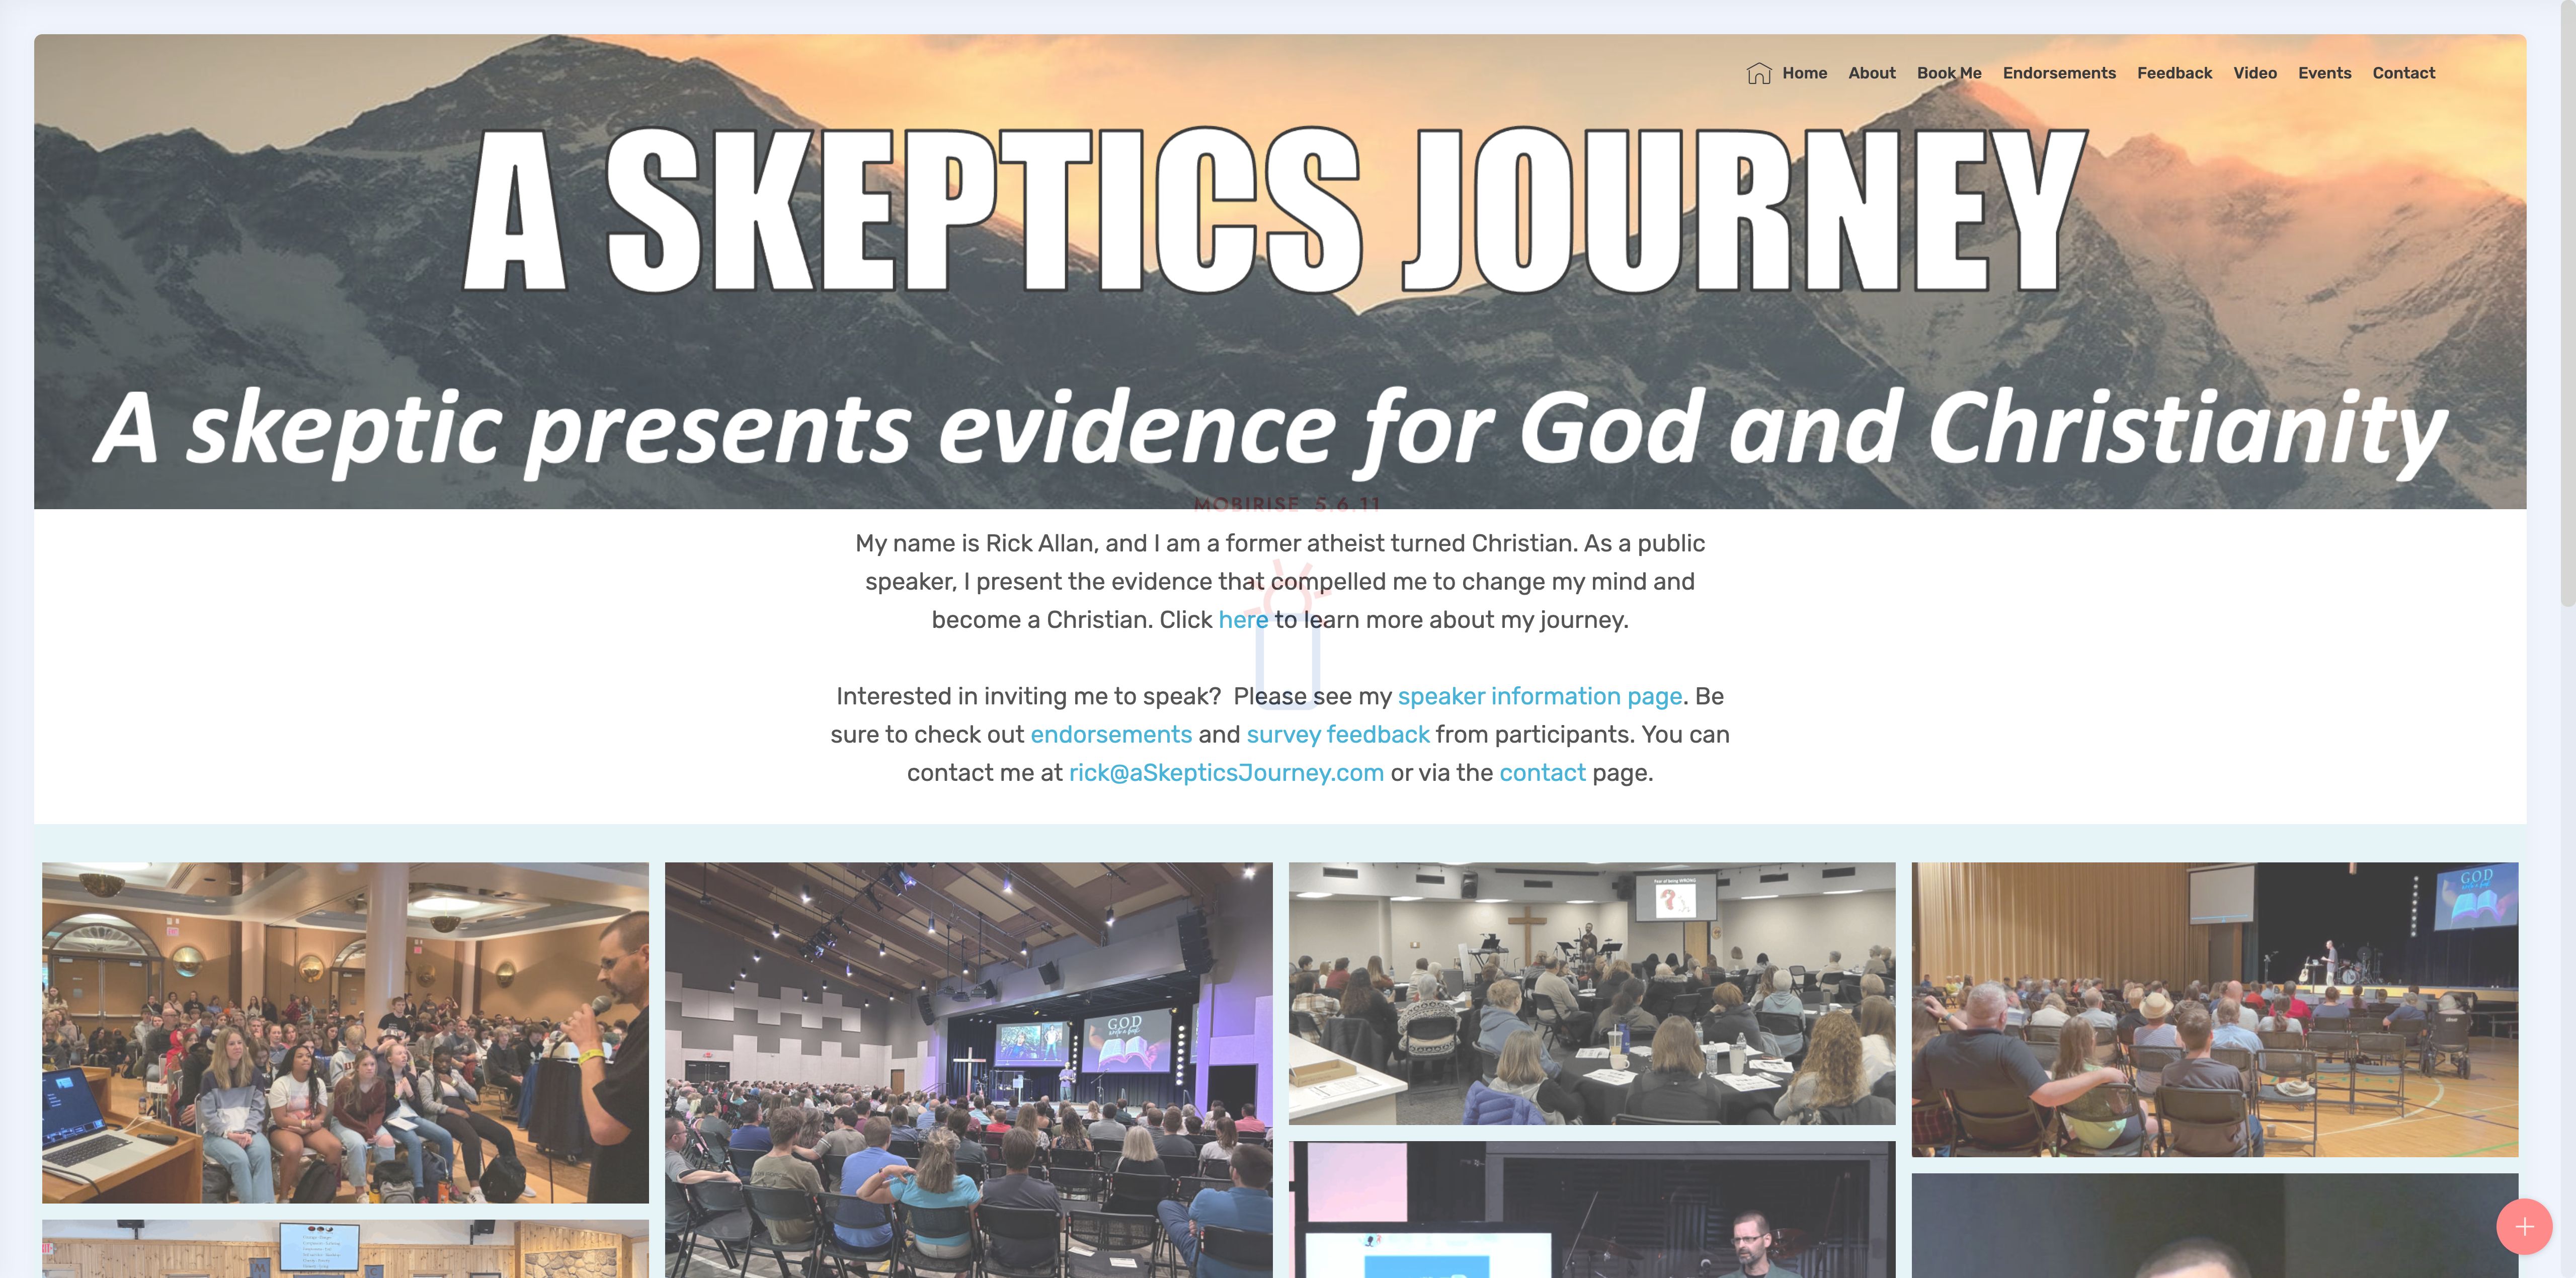 Home About Book Me Endorsements Feedback Video Events Contact
A SKEPTICS JOURNEY
A skeptic presents evidence for God and Christianity
MOBIRISE 5.6.11
My name is Rick Allan, and I am a former atheist turned Christian. As a public
speaker, I present the evidence that compelled me to change my mind and
become a Christian. Click here to learn more about my journey.
Interested in inviting me to speak?  Please see my speaker information page. Be
sure to check out endorsements and survey feedback from participants. You can
contact me at rick@aSkepticsJourney.com or via the contact page.
Fear of being WRONG
GOD
GOD